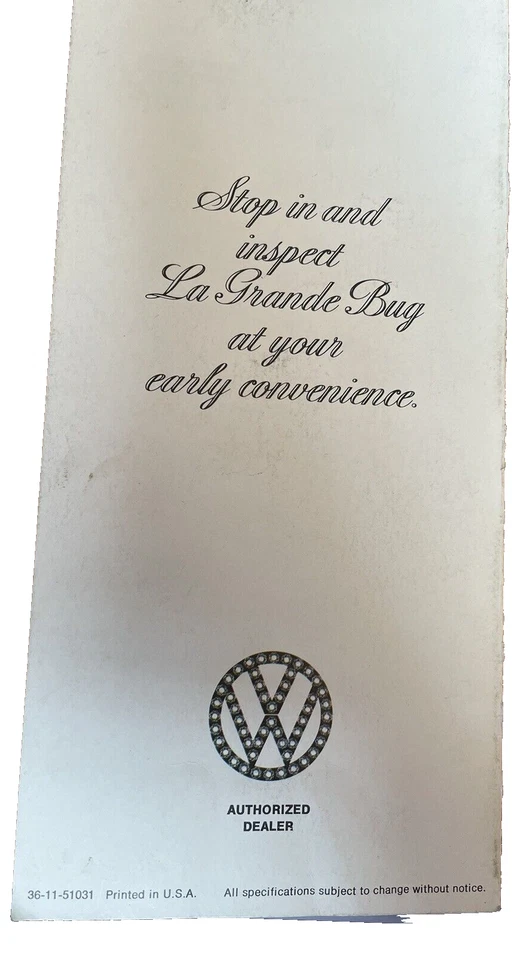 Stop in and
inspect
La Grande Bug
at your
early convenience.
VW
AUTHORIZED
DEALER
36-11-51031 Printed in U.S.A. All specifications subject to change without notice.